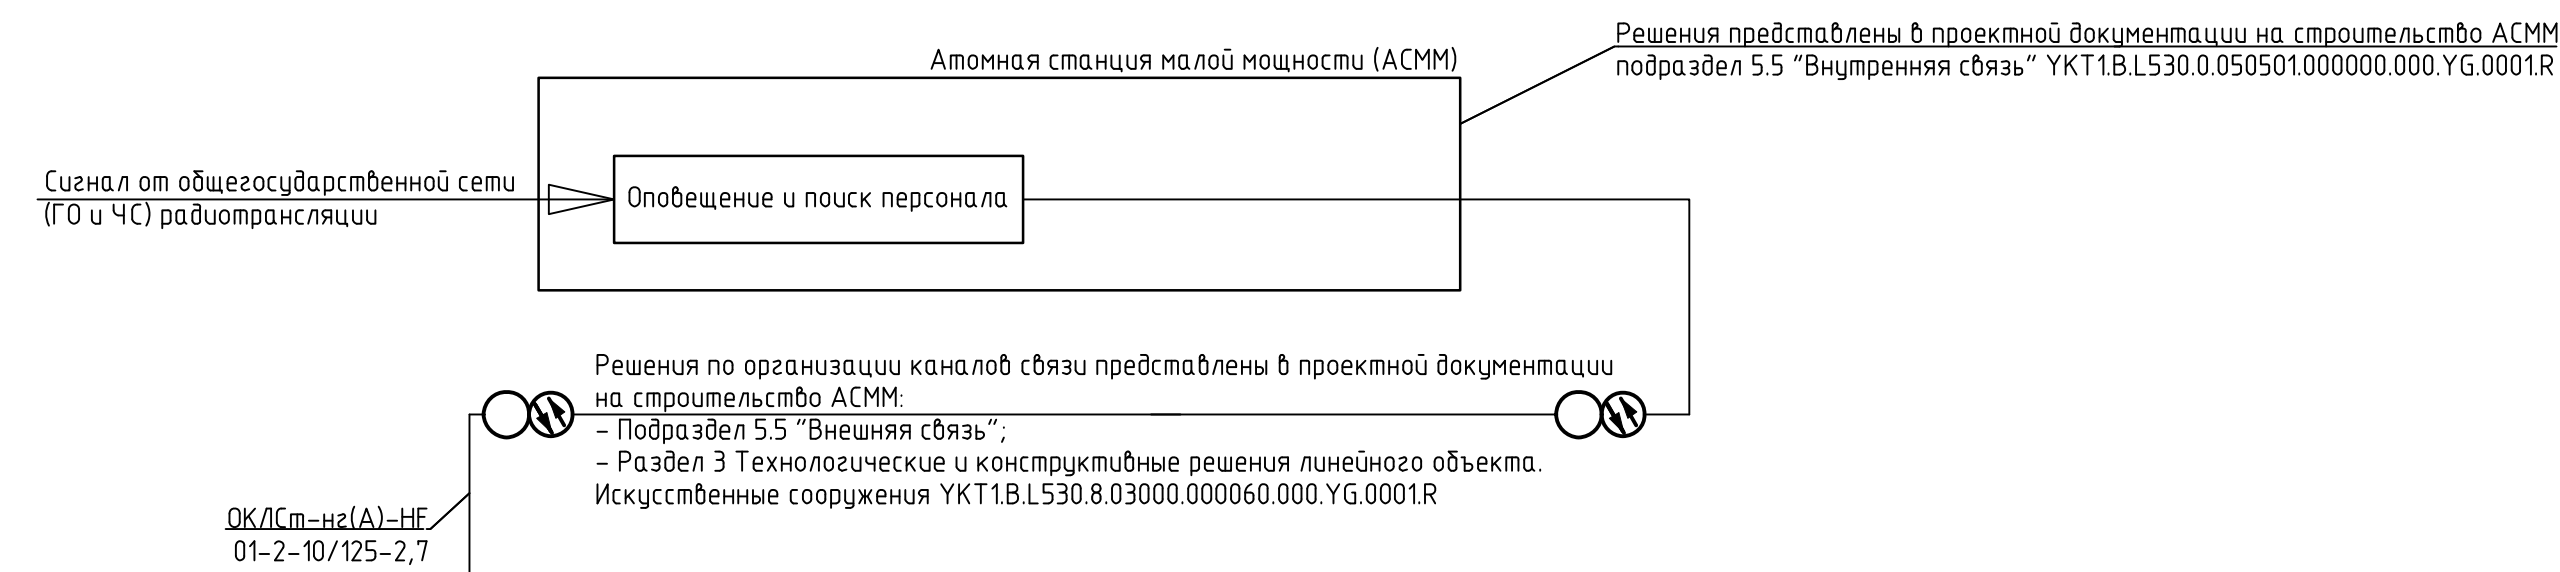 Решения представлены в проектной документации на строительство АСММ
подраздел 5.5 "Внутренняя связь" YKT1.B.L530.0.050501.000000.000.YG.0001.R
Атомная станция малой мощности (АСММ)
Сигнал от общегосударственной сети
(ГО и ЧС) радиотрансляции
Оповещение и поиск персонала
Решения по организации каналов связи представлены в проектной документации
на строительство АСММ:
- Подраздел 5.5 "Внешняя связь";
- Раздел 3 Технологические и конструктивные решения линейного объекта.
Искусственные сооружения YKT1.B.L530.8.03000.000060.000.YG.0001.R
ОКЛСт-нг(А)-HF
01-2-10/125-2,7